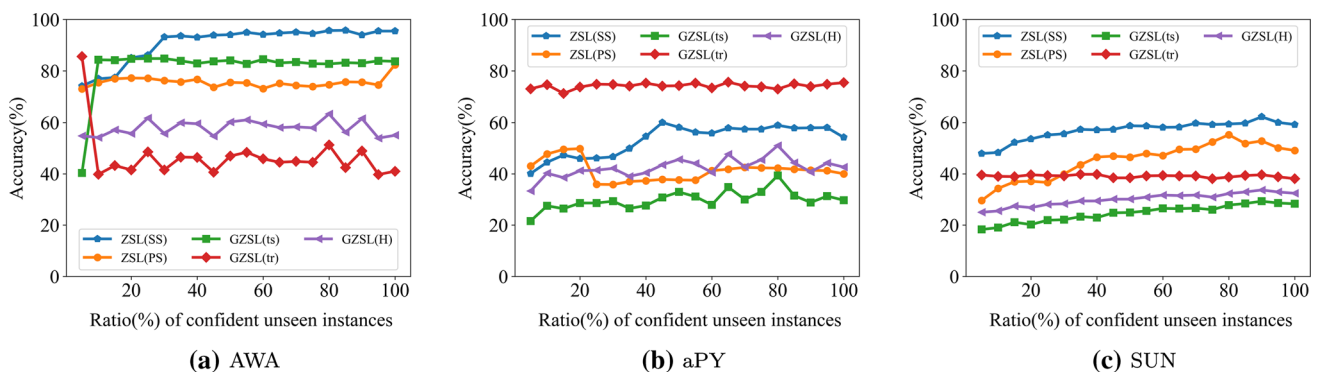 100
80
60
40
20
0
Accuracy(%)
ZSL(SS) GZSL(ts) GZSL(H)
ZSL(PS) GZSL(tr)
20 40 60 80 100
Ratio(%) of confident unseen instances
(a) AWA
100
80
60
40
20
0
Accuracy(%)
ZSL(SS) GZSL(ts) GZSL(H)
ZSL(PS) GZSL(tr)
20 40 60 80 100
Ratio(%) of confident unseen instances
(b) aPY
100
80
60
40
20
0
Accuracy(%)
ZSL(SS) GZSL(ts) GZSL(H)
ZSL(PS) GZSL(tr)
20 40 60 80 100
Ratio(%) of confident unseen instances
(c) SUN